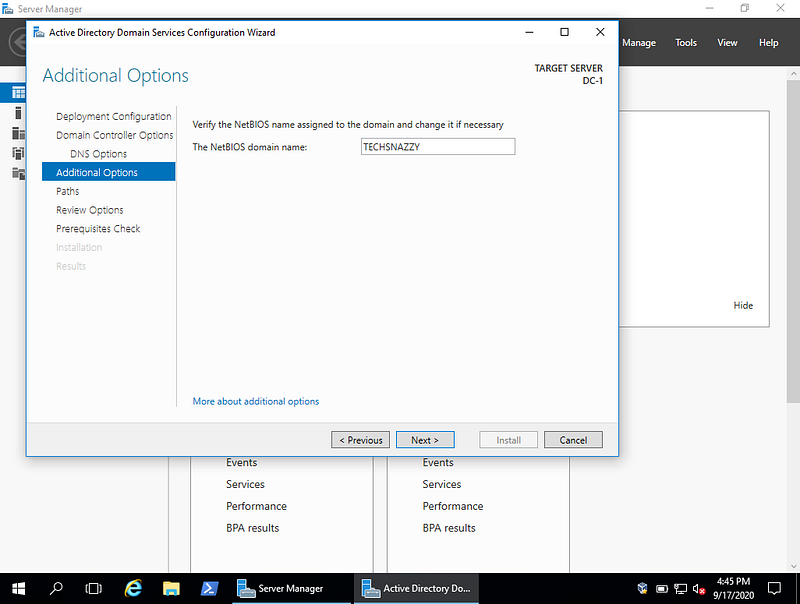 Server Manager
Manage Tools View Help
Active Directory Domain Services Configuration Wizard
Additional Options
TARGET SERVER
DC-1
Deployment Configuration
Domain Controller Options
DNS Options
Additional Options
Paths
Review Options
Prerequisites Check
Installation
Results
Verify the NetBIOS name assigned to the domain and change it if necessary
The NetBIOS domain name: TECHSNAZZY
More about additional options
< Previous Next > Install Cancel
Hide
Events Events
Services Services
Performance Performance
BPA results BPA results
Server Manager Active Directory Do... 4:45 PM
9/17/2020